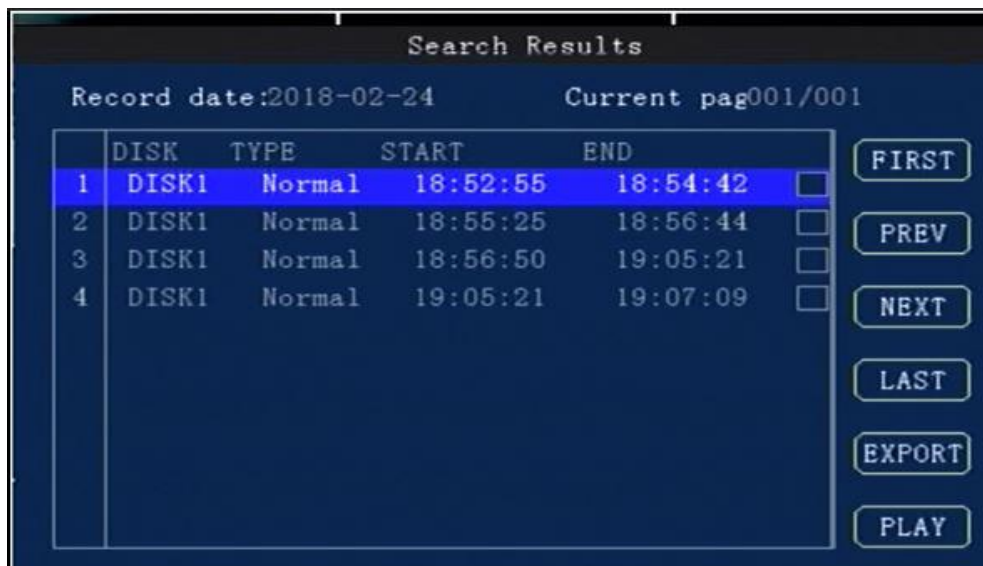 Search Results
Record date:2018-02-24 Current pag001/001
DISK TYPE START END
1 DISK1 Normal 18:52:55 18:54:42
2 DISK1 Normal 18:55:25 18:56:44
3 DISK1 Normal 18:56:50 19:05:21
4 DISK1 Normal 19:05:21 19:07:09
FIRST
PREV
NEXT
LAST
EXPORT
PLAY